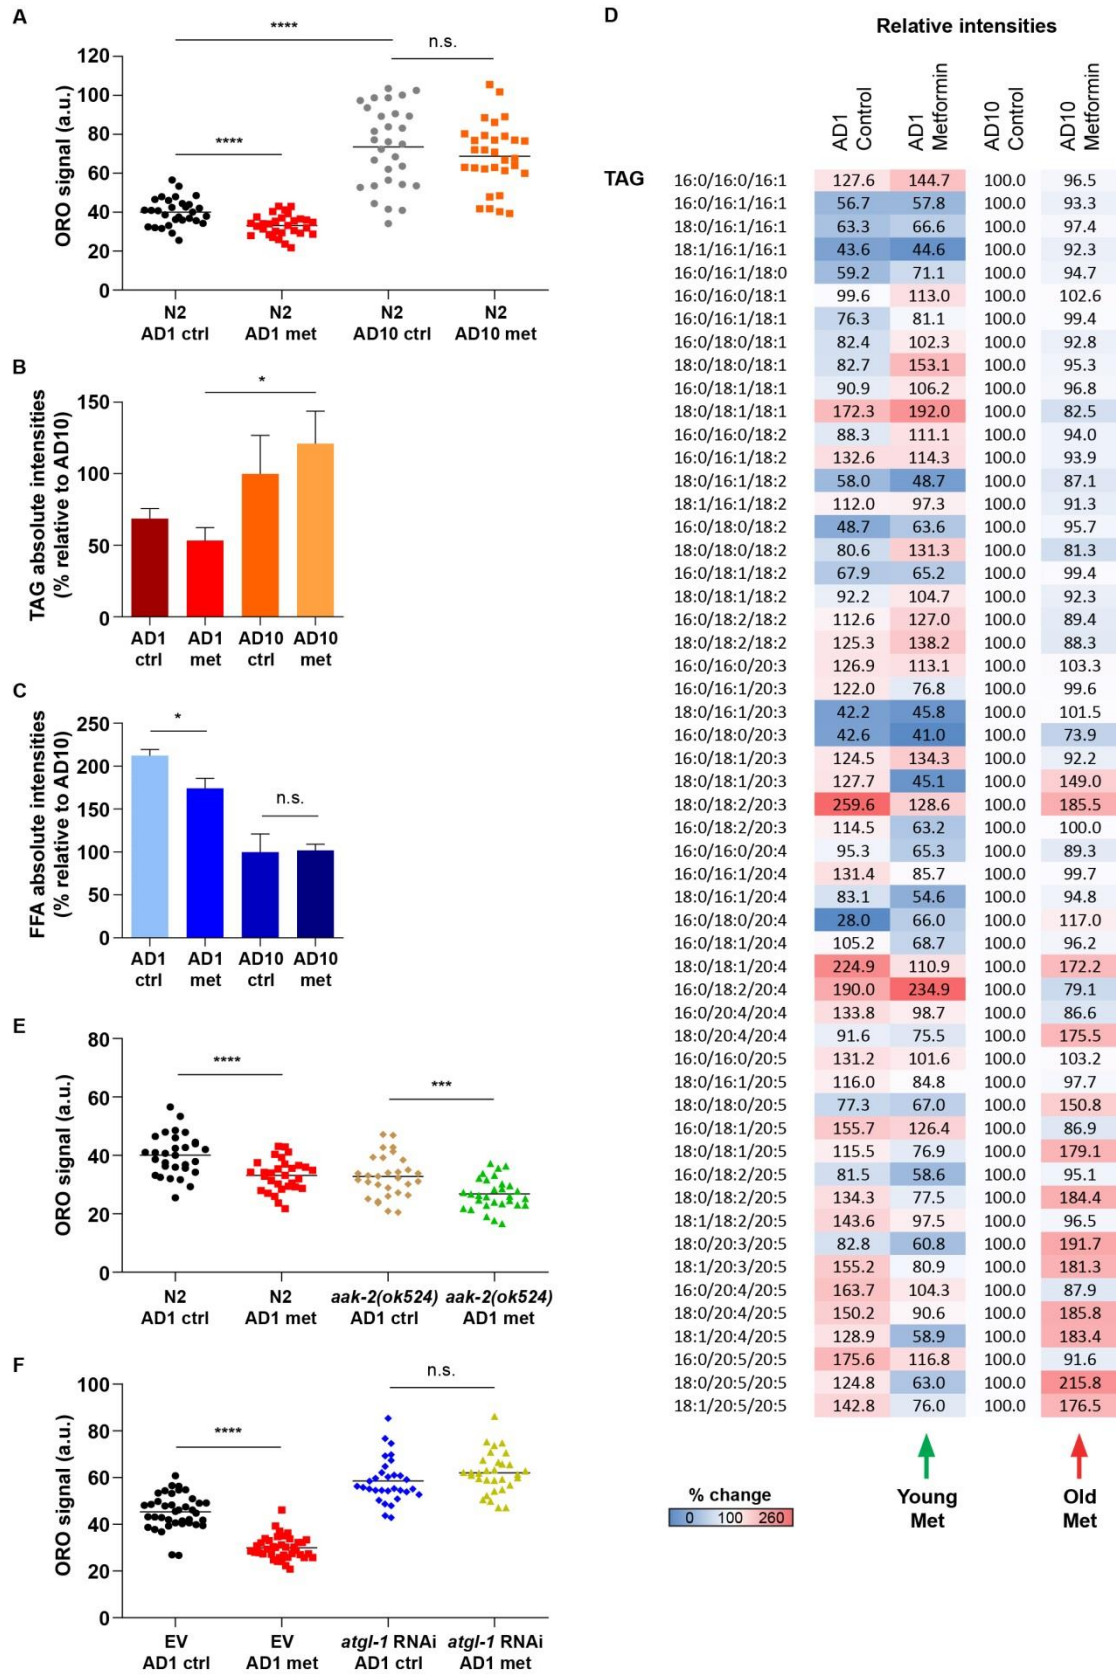 A
ORO signal (a.u.)
120
100
80
60
40
20
0
****
****
n.s.
N2 AD1 ctrl
N2 AD1 met
N2 AD10 ctrl
N2 AD10 met
B
TAG absolute intensities
(% relative to AD10)
150
100
50
0
*
AD1 ctrl
AD1 met
AD10 ctrl
AD10 met
C
FFA absolute intensities
(% relative to AD10)
250
200
150
100
50
0
*
n.s.
AD1 ctrl
AD1 met
AD10 ctrl
AD10 met
D
Relative intensities
AD1 Control
AD1 Metformin
AD10 Control
AD10 Metformin
TAG
16:0/16:0/16:1 127.6 144.7 100.0 96.5
16:0/16:1/16:1 56.7 57.8 100.0 93.3
18:0/16:1/16:1 63.3 66.6 100.0 97.4
18:1/16:1/16:1 43.6 44.6 100.0 92.3
16:0/16:1/18:0 59.2 71.1 100.0 94.7
16:0/16:0/18:1 99.6 113.0 100.0 102.6
16:0/16:1/18:1 76.3 81.1 100.0 99.4
16:0/18:0/18:1 82.4 102.3 100.0 92.8
18:0/18:0/18:1 82.7 153.1 100.0 95.3
16:0/18:1/18:1 90.9 106.2 100.0 96.8
18:0/18:1/18:1 172.3 192.0 100.0 82.5
16:0/16:0/18:2 88.3 111.1 100.0 94.0
16:0/16:1/18:2 132.6 114.3 100.0 93.9
18:0/16:1/18:2 58.0 48.7 100.0 87.1
18:1/16:1/18:2 112.0 97.3 100.0 91.3
16:0/18:0/18:2 48.7 63.6 100.0 95.7
18:0/18:0/18:2 80.6 131.3 100.0 81.3
16:0/18:1/18:2 67.9 65.2 100.0 99.4
18:0/18:1/18:2 92.2 104.7 100.0 92.3
16:0/18:2/18:2 112.6 127.0 100.0 89.4
18:0/18:2/18:2 125.3 138.2 100.0 88.3
16:0/16:0/20:3 126.9 113.1 100.0 103.3
16:0/16:1/20:3 122.0 76.8 100.0 99.6
18:0/16:1/20:3 42.2 45.8 100.0 101.5
16:0/18:0/20:3 42.6 41.0 100.0 73.9
16:0/18:1/20:3 124.5 134.3 100.0 92.2
18:0/18:1/20:3 127.7 45.1 100.0 149.0
18:0/18:2/20:3 259.6 128.6 100.0 185.5
16:0/18:2/20:3 114.5 63.2 100.0 100.0
16:0/16:0/20:4 95.3 65.3 100.0 89.3
16:0/16:1/20:4 131.4 85.7 100.0 99.7
18:0/16:1/20:4 83.1 54.6 100.0 94.8
16:0/18:0/20:4 28.0 66.0 100.0 117.0
16:0/18:1/20:4 105.2 68.7 100.0 96.2
18:0/18:1/20:4 224.9 110.9 100.0 172.2
16:0/18:2/20:4 190.0 234.9 100.0 79.1
16:0/20:4/20:4 133.8 98.7 100.0 86.6
18:0/20:4/20:4 91.6 75.5 100.0 175.5
16:0/16:0/20:5 131.2 101.6 100.0 103.2
18:0/16:1/20:5 116.0 84.8 100.0 97.7
18:0/18:0/20:5 77.3 67.0 100.0 150.8
16:0/18:1/20:5 155.7 126.4 100.0 86.9
18:0/18:1/20:5 115.5 76.9 100.0 179.1
16:0/18:2/20:5 81.5 58.6 100.0 95.1
18:0/18:2/20:5 134.3 77.5 100.0 184.4
18:1/18:2/20:5 143.6 97.5 100.0 96.5
18:0/20:3/20:5 82.8 60.8 100.0 191.7
18:1/20:3/20:5 155.2 80.9 100.0 181.3
16:0/20:4/20:5 163.7 104.3 100.0 87.9
18:0/20:4/20:5 150.2 90.6 100.0 185.8
18:1/20:4/20:5 128.9 58.9 100.0 183.4
16:0/20:5/20:5 175.6 116.8 100.0 91.6
18:0/20:5/20:5 124.8 63.0 100.0 215.8
18:1/20:5/20:5 142.8 76.0 100.0 176.5
% change
0 100 260
Young Met
Old Met
E
ORO signal (a.u.)
80
60
40
20
0
****
***
N2 AD1 ctrl
N2 AD1 met
aak-2(ok524) AD1 ctrl
aak-2(ok524) AD1 met
F
ORO signal (a.u.)
100
80
60
40
20
0
****
n.s.
EV AD1 ctrl
EV AD1 met
atgl-1 RNAi AD1 ctrl
atgl-1 RNAi AD1 met